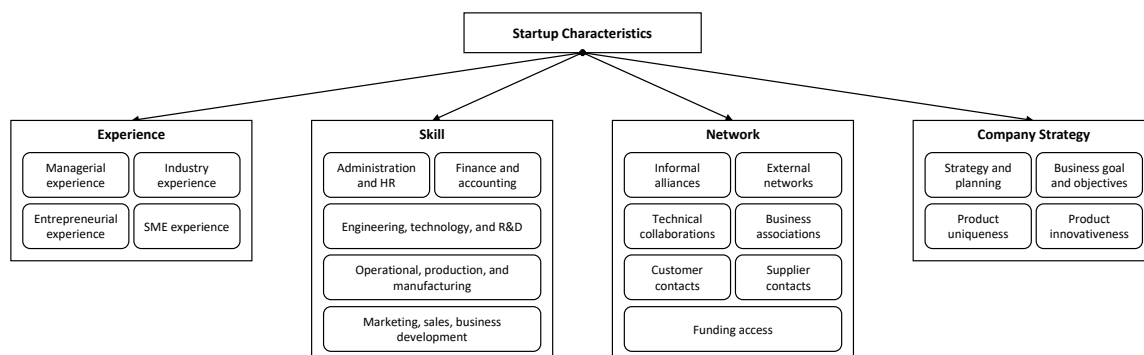 Startup Characteristics
Experience
Managerial
experience
Industry
experience
Entrepreneurial
experience
SME experience
Skill
Administration
and HR
Finance and
accounting
Engineering, technology, and R&D
Operational, production, and
manufacturing
Marketing, sales, business
development
Network
Informal
alliances
External
networks
Technical
collaborations
Business
associations
Customer
contacts
Supplier
contacts
Funding access
Company Strategy
Strategy and
planning
Business goal
and objectives
Product
uniqueness
Product
innovativeness